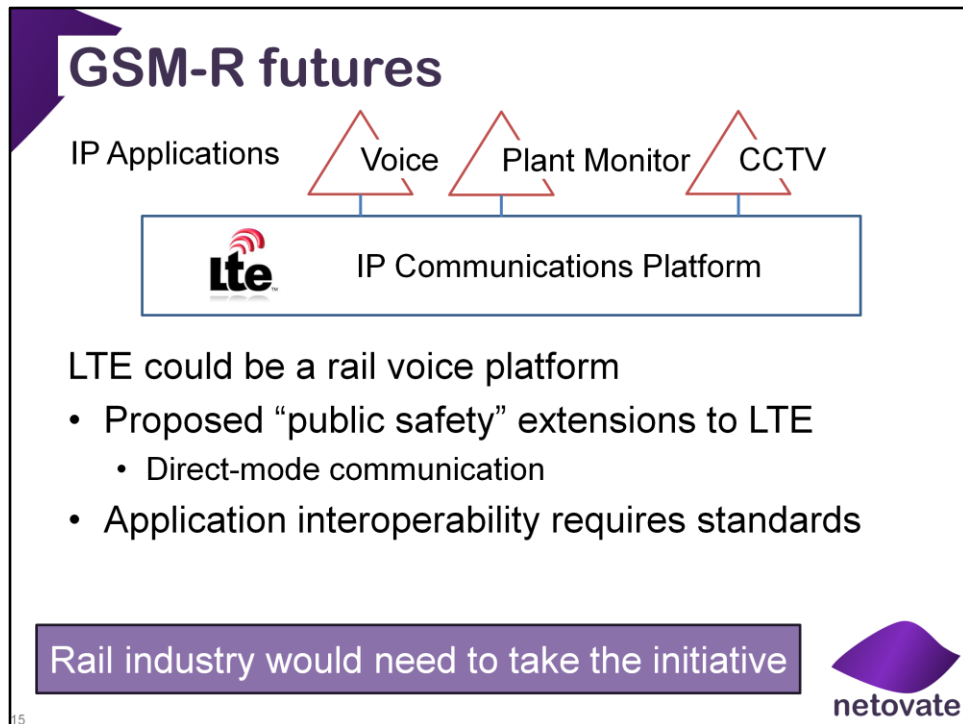 GSM-R futures
IP Applications
Voice
Plant Monitor
CCTV
Lte™
IP Communications Platform
LTE could be a rail voice platform
• Proposed “public safety” extensions to LTE
• Direct-mode communication
• Application interoperability requires standards
Rail industry would need to take the initiative
netovate
15